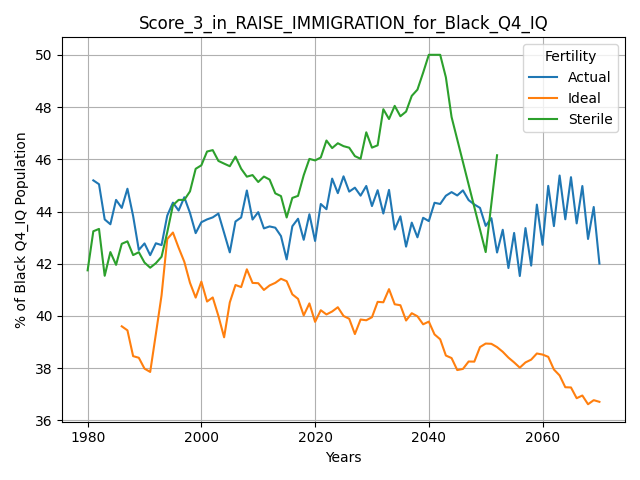 Score_3_in_RAISE_IMMIGRATION_for_Black_Q4_IQ
Fertility
Actual
Ideal
Sterile
% of Black Q4_IQ Population
50
48
46
44
42
40
38
36
1980
2000
2020
2040
2060
Years